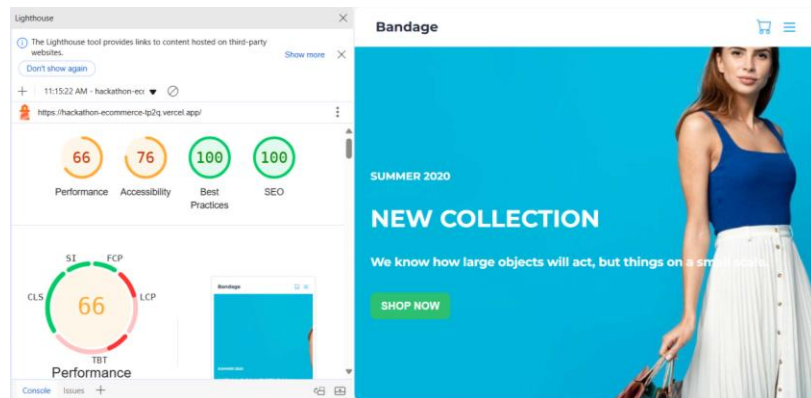 Lighthouse
The Lighthouse tool provides links to content hosted on third-party
websites.
Show more
Don't show again
11:15:22 AM - hackathon-ecc
https://hackathon-ecommerce-tp2q.vercel.app/
66
76
100
100
Performance
Accessibility
Best
Practices
SEO
SI
FCP
CLS
LCP
66
TBT
Performance
Bandage
SUMMER 2020
Console
Issues
Bandage
SUMMER 2020
NEW COLLECTION
We know how large objects will act, but things on a small scale.
SHOP NOW